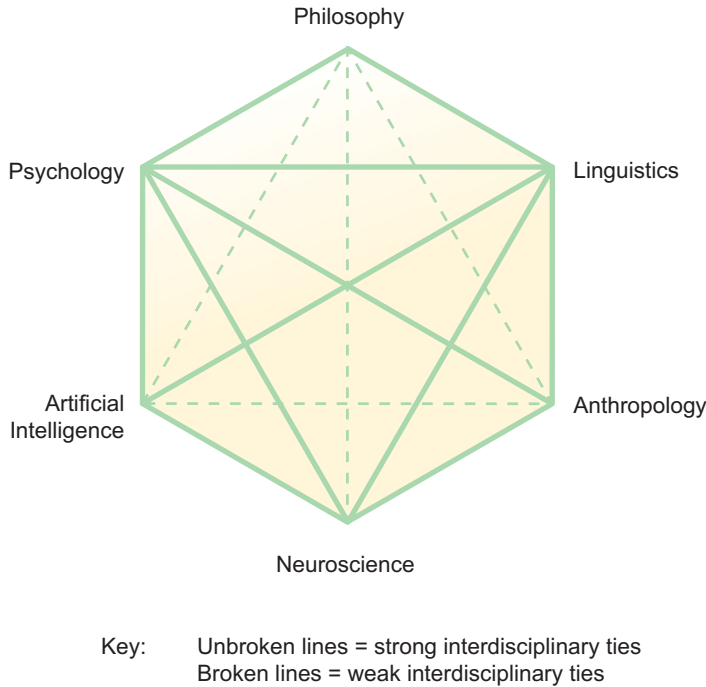 Philosophy
Psychology
Linguistics
Artificial
Intelligence
Anthropology
Neuroscience
Key: Unbroken lines = strong interdisciplinary ties
Broken lines = weak interdisciplinary ties